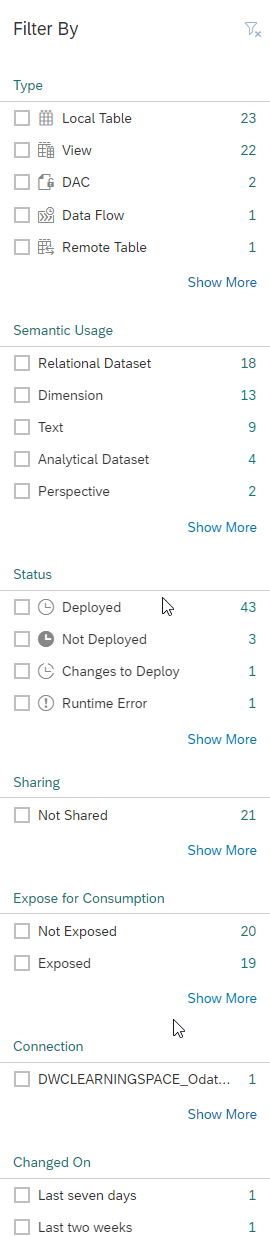 Filter By
Type
Local Table 23
View 22
DAC 2
Data Flow 1
Remote Table 1
Show More
Semantic Usage
Relational Dataset 18
Dimension 13
Text 9
Analytical Dataset 4
Perspective 2
Show More
Status
Deployed 43
Not Deployed 3
Changes to Deploy 1
Runtime Error 1
Show More
Sharing
Not Shared 21
Show More
Expose for Consumption
Not Exposed 20
Exposed 19
Show More
Connection
DWCLEARNINGSPACE_Odat... 1
Show More
Changed On
Last seven days 1
Last two weeks 1